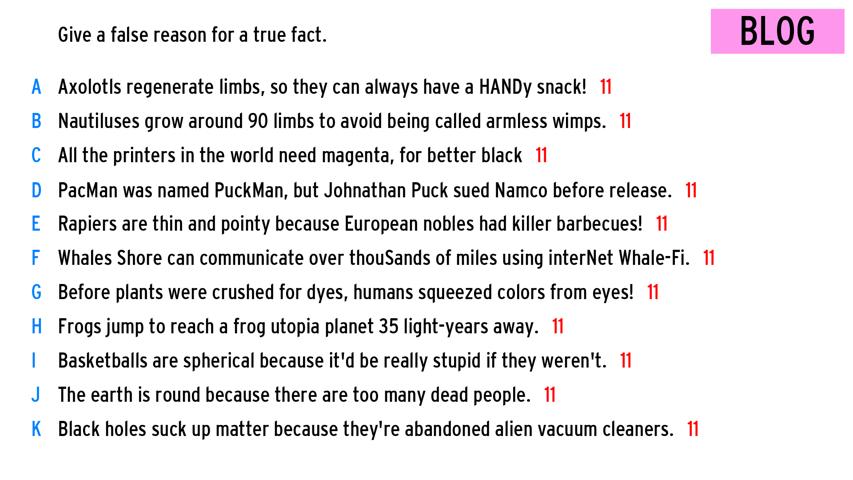 Give a false reason for a true fact.
BLOG
A Axolotls regenerate limbs, so they can always have a HANDy snack! 11
B Nautiluses grow around 90 limbs to avoid being called armless wimps. 11
C All the printers in the world need magenta, for better black 11
D PacMan was named PuckMan, but Johnathan Puck sued Namco before release. 11
E Rapiers are thin and pointy because European nobles had killer barbecues! 11
F Whales Shore can communicate over thouSands of miles using interNet Whale-Fi. 11
G Before plants were crushed for dyes, humans squeezed colors from eyes! 11
H Frogs jump to reach a frog utopia planet 35 light-years away. 11
I Basketballs are spherical because it'd be really stupid if they weren't. 11
J The earth is round because there are too many dead people. 11
K Black holes suck up matter because they're abandoned alien vacuum cleaners. 11